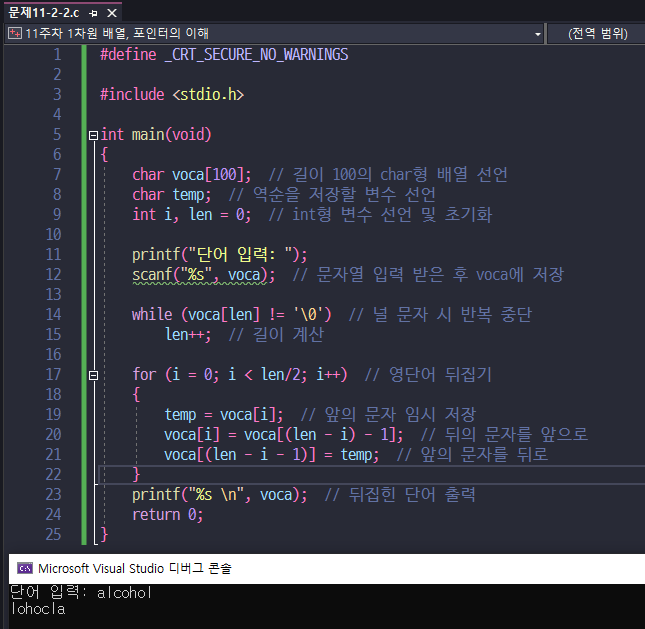 문제11-2-2.c
11주차 1차원 배열, 포인터의 이해 (전역 범위)
1 #define _CRT_SECURE_NO_WARNINGS
2
3 #include <stdio.h>
4
5 int main(void)
6 {
7 char voca[100]; // 길이 100의 char형 배열 선언
8 char temp; // 역순을 저장할 변수 선언
9 int i, len = 0; // int형 변수 선언 및 초기화
10
11 printf("단어 입력: ");
12 scanf("%s", voca); // 문자열 입력 받은 후 voca에 저장
13
14 while (voca[len] != '\0') // 널 문자 시 반복 중단
15 len++; // 길이 계산
16
17 for (i = 0; i < len/2; i++) // 영단어 뒤집기
18 {
19 temp = voca[i]; // 앞의 문자 임시 저장
20 voca[i] = voca[(len - i) - 1]; // 뒤의 문자를 앞으로
21 voca[(len - i - 1)] = temp; // 앞의 문자를 뒤로
22 }
23 printf("%s \n", voca); // 뒤집힌 단어 출력
24 return 0;
25 }
Microsoft Visual Studio 디버그 콘솔
단어 입력: alcohol
lohocla